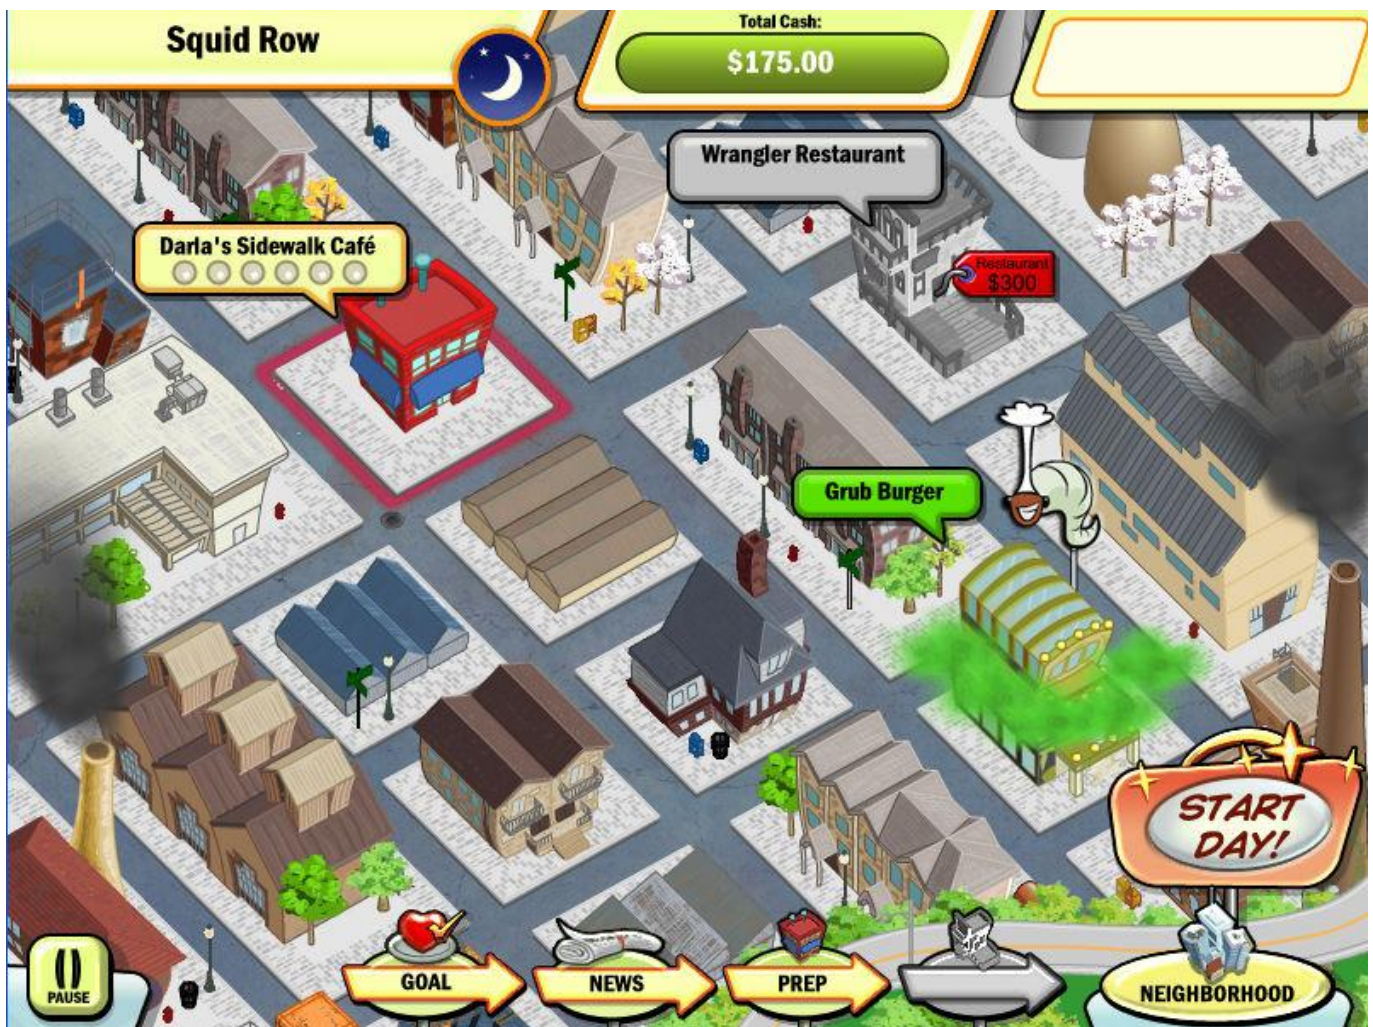 Squid Row
Total Cash:
$175.00
Wrangler Restaurant
Darla's Sidewalk Café
Restaurant
$300
Grub Burger
START
DAY!
PAUSE
GOAL
NEWS
PREP
NEIGHBORHOOD